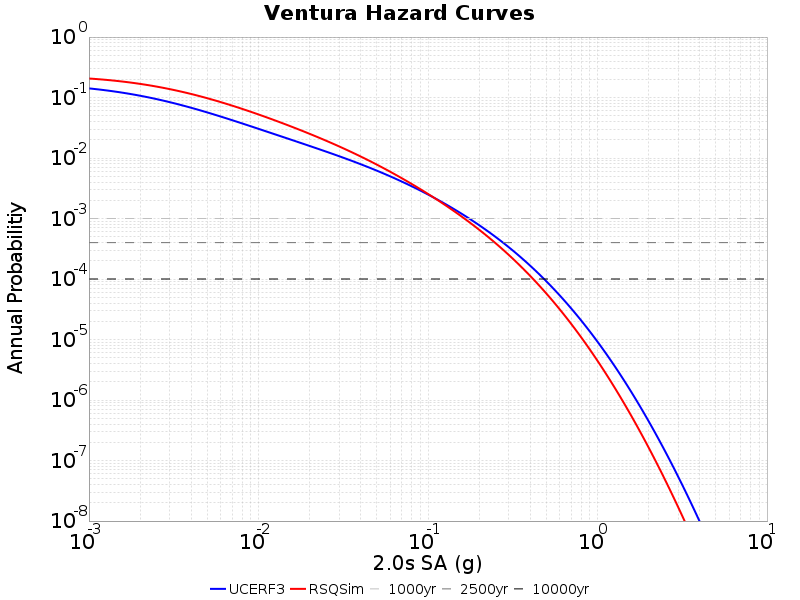 Ventura Hazard Curves
10^0
10^-1
10^-2
10^-3
10^-4
10^-5
10^-6
10^-7
10^-8
Annual Probabilitiy
10^-3 10^-2 10^-1 10^0 10^1
2.0s SA (g)
UCERF3 RSQSim 1000yr 2500yr 10000yr